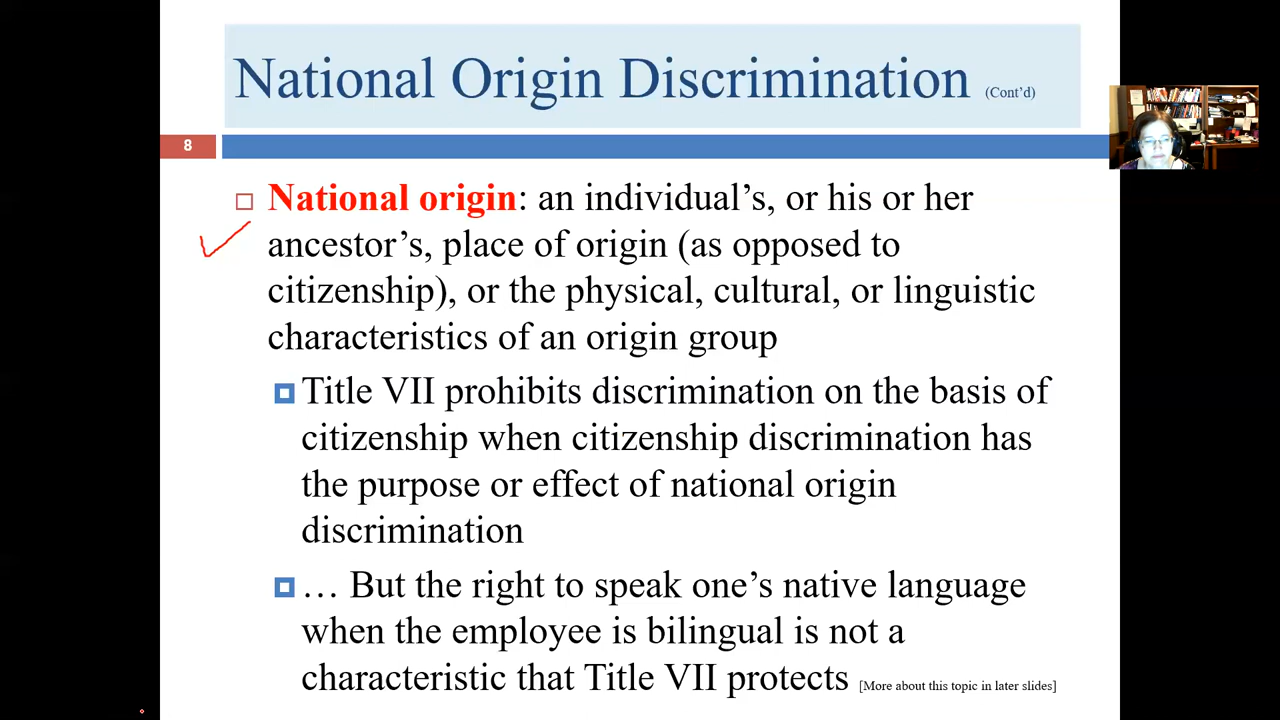 National Origin Discrimination (Cont’d)
8
National origin: an individual’s, or his or her
ancestor’s, place of origin (as opposed to
citizenship), or the physical, cultural, or linguistic
characteristics of an origin group
Title VII prohibits discrimination on the basis of
citizenship when citizenship discrimination has
the purpose or effect of national origin
discrimination
… But the right to speak one’s native language
when the employee is bilingual is not a
characteristic that Title VII protects [More about this topic in later slides]